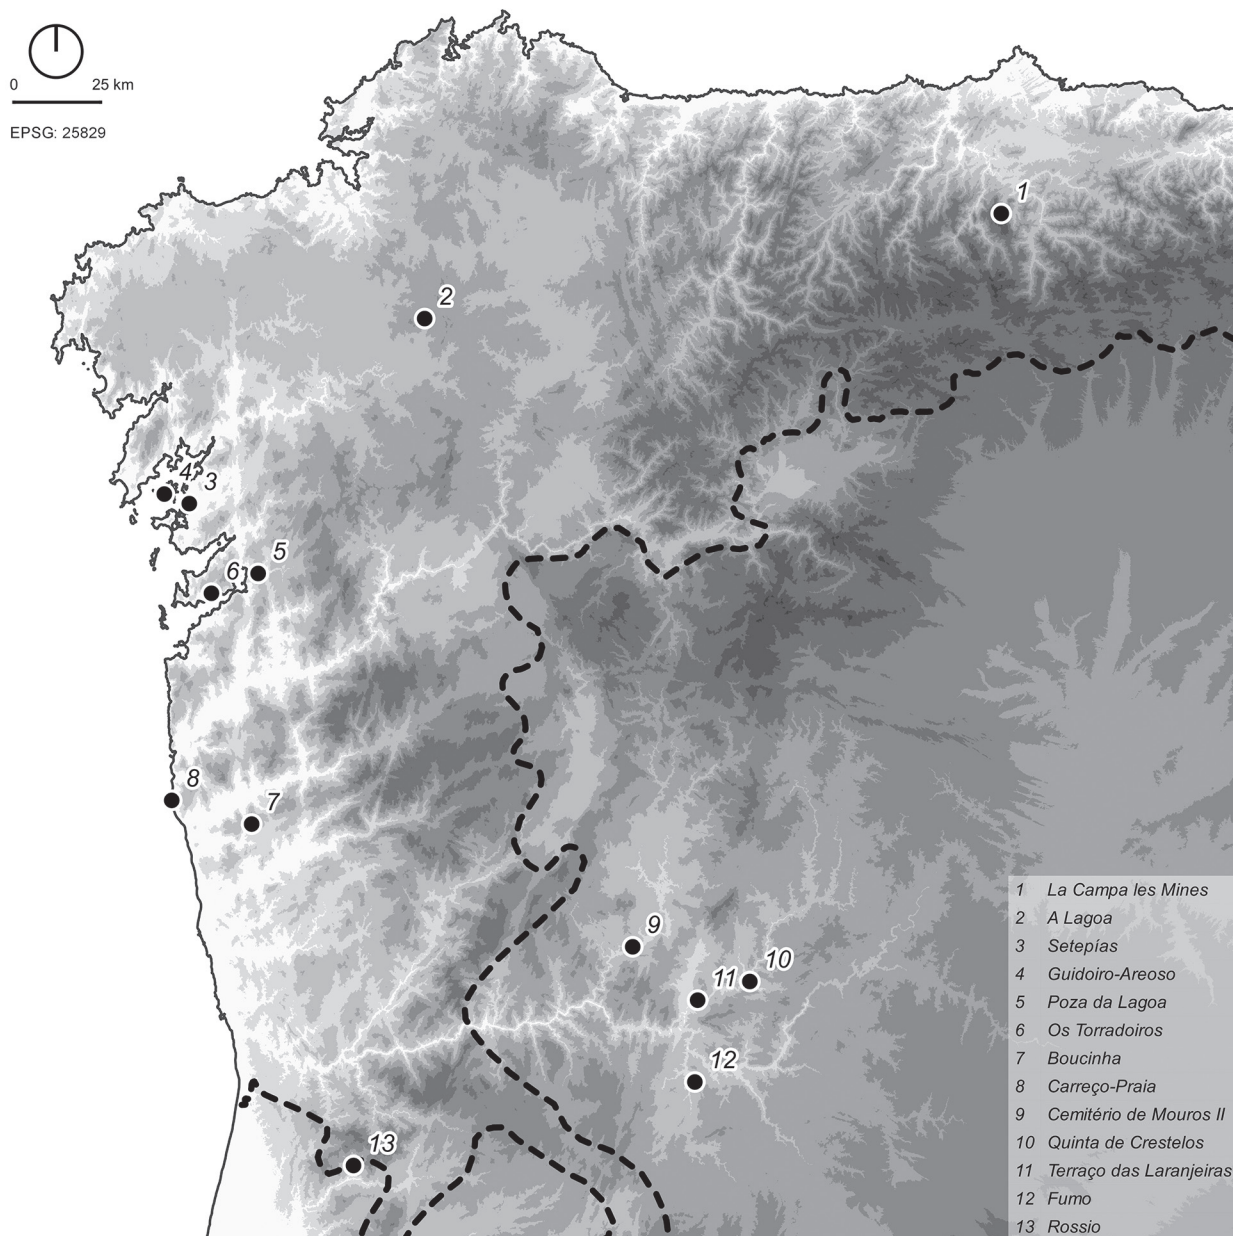 0 25 km
EPSG: 25829
1
2
4
3
5
6
8
7
9
10
11
12
13
1 La Campa les Mines
2 A Lagoa
3 Setepías
4 Guidoiro-Areoso
5 Poza da Lagoa
6 Os Torradoiros
7 Boucinha
8 Carreço-Praia
9 Cemitério de Mouros II
10 Quinta de Crestelos
11 Terraço das Laranjeiras
12 Fumo
13 Rossio